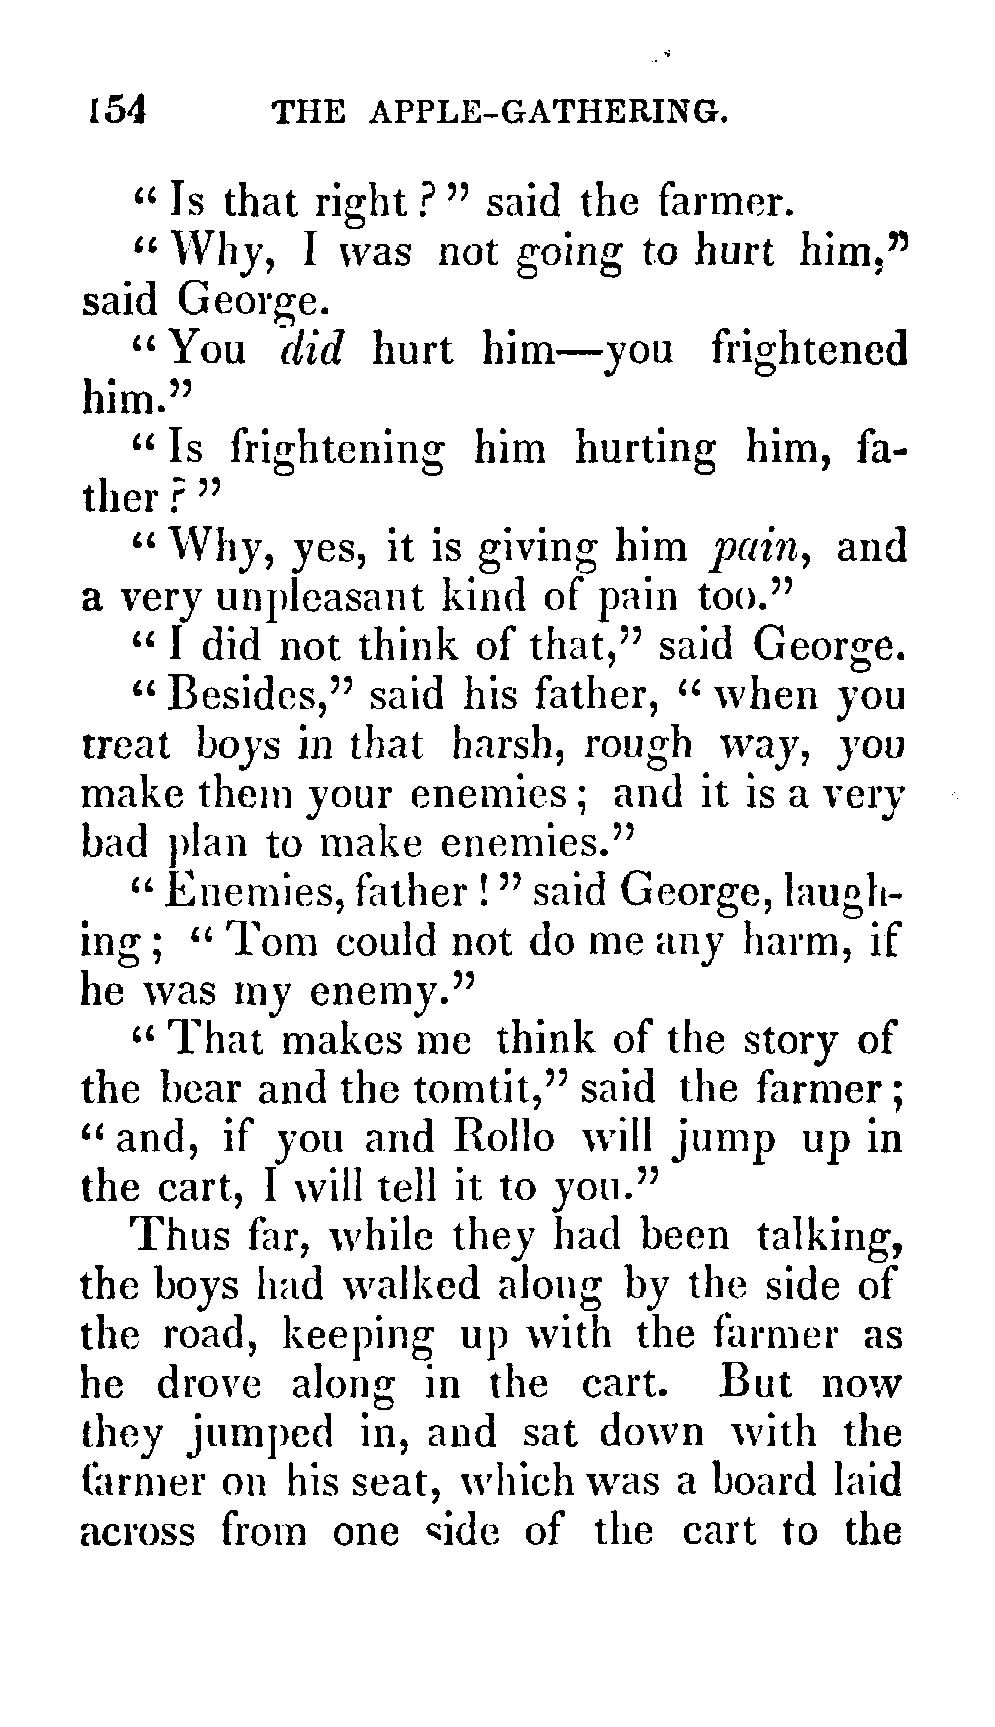 154 THE APPLE-GATHERING.
“Is that right?” said the farmer.
“Why, I was not going to hurt him,”
said George.
“You did hurt him—you frightened
him.”
“Is frightening him hurting him, fa-
ther?”
“Why, yes, it is giving him pain, and
a very unpleasant kind of pain too.”
“I did not think of that,” said George.
“Besides,” said his father, “when you
treat boys in that harsh, rough way, you
make them your enemies; and it is a very
bad plan to make enemies.”
“Enemies, father!” said George, laugh-
ing; “Tom could not do me any harm, if
he was my enemy.”
“That makes me think of the story of
the bear and the tomtit,” said the farmer;
“and, if you and Rollo will jump up in
the cart, I will tell it to you.”
Thus far, while they had been talking,
the boys had walked along by the side of
the road, keeping up with the farmer as
he drove along in the cart. But now
they jumped in, and sat down with the
farmer on his seat, which was a board laid
across from one side of the cart to the